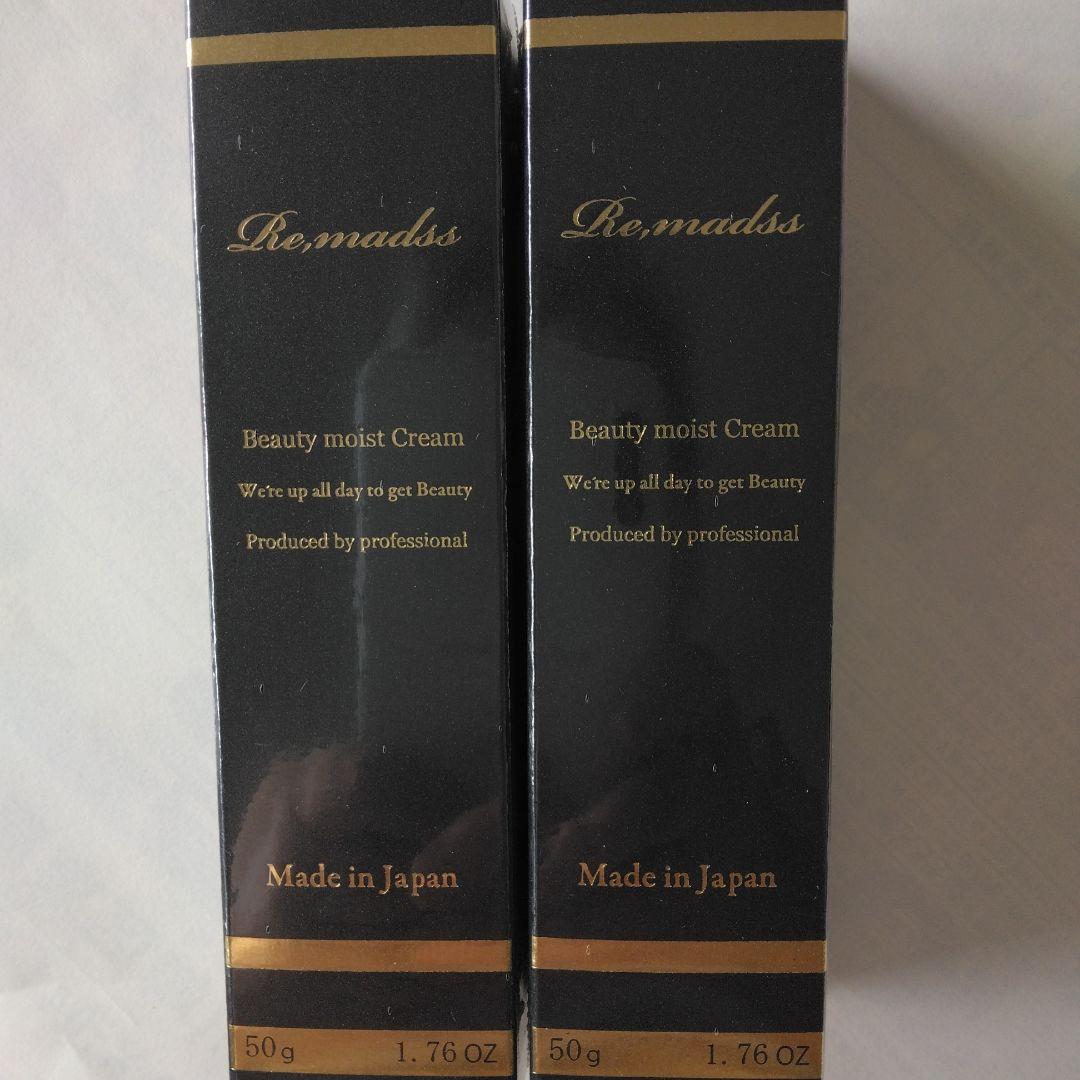 Re,madss
Beauty moist Cream
We're up all day to get Beauty
Produced by professional
Made in Japan
50g 1.76 OZ
Re,madss
Beauty moist Cream
We're up all day to get Beauty
Produced by professional
Made in Japan
50g 1.76 OZ